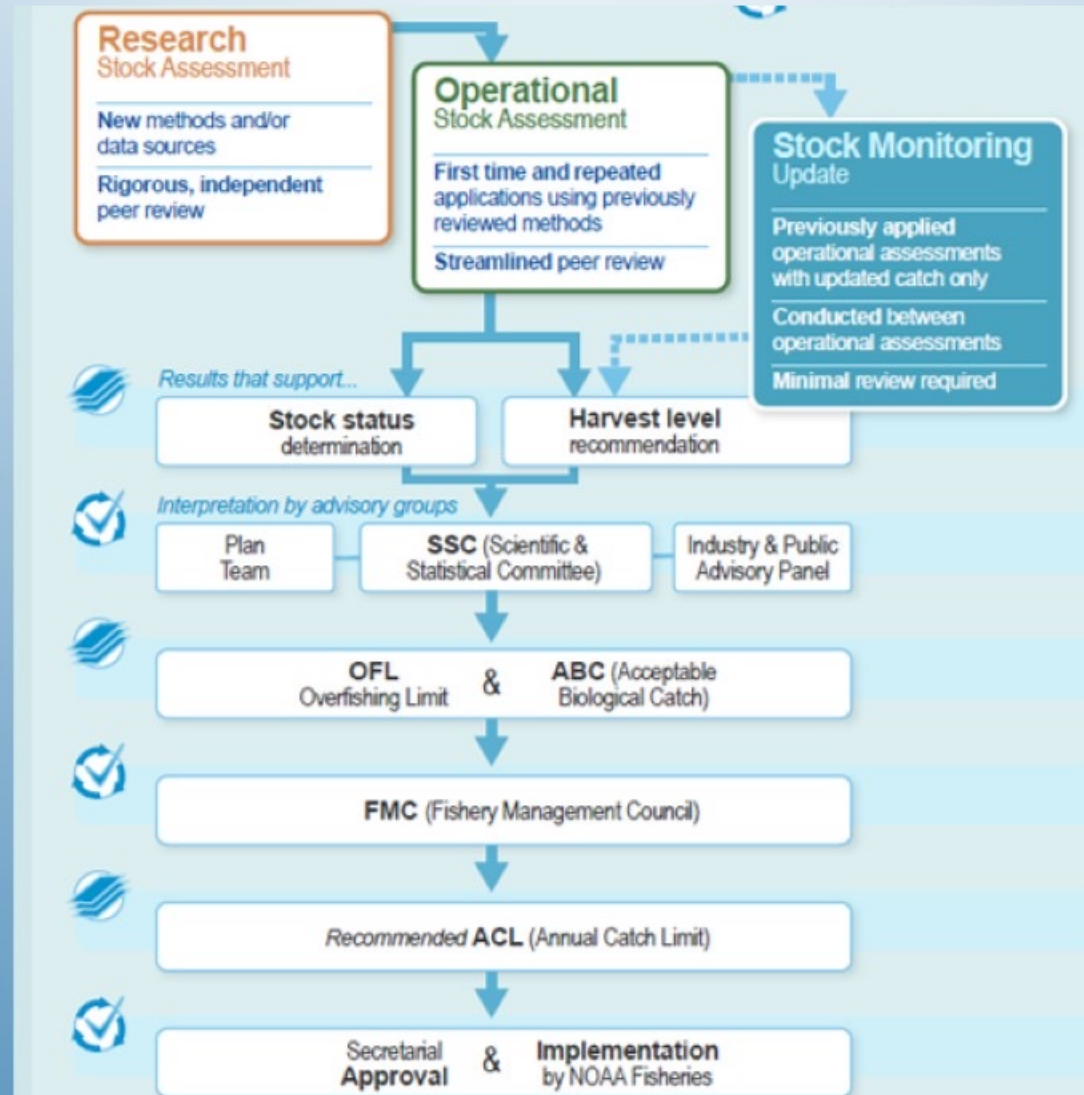 Research
Stock Assessment
New methods and/or
data sources
Rigorous, independent
peer review
Operational
Stock Assessment
First time and repeated
applications using previously
reviewed methods
Streamlined peer review
Stock Monitoring
Update
Previously applied
operational assessments
with updated catch only
Conducted between
operational assessments
Minimal review required
Results that support...
Stock status
determination
Harvest level
recommendation
Interpretation by advisory groups
Plan
Team
SSC (Scientific &
Statistical Committee)
Industry & Public
Advisory Panel
OFL
Overfishing Limit
&
ABC (Acceptable
Biological Catch)
FMC (Fishery Management Council)
Recommended ACL (Annual Catch Limit)
Secretarial
Approval
&
Implementation
by NOAA Fisheries